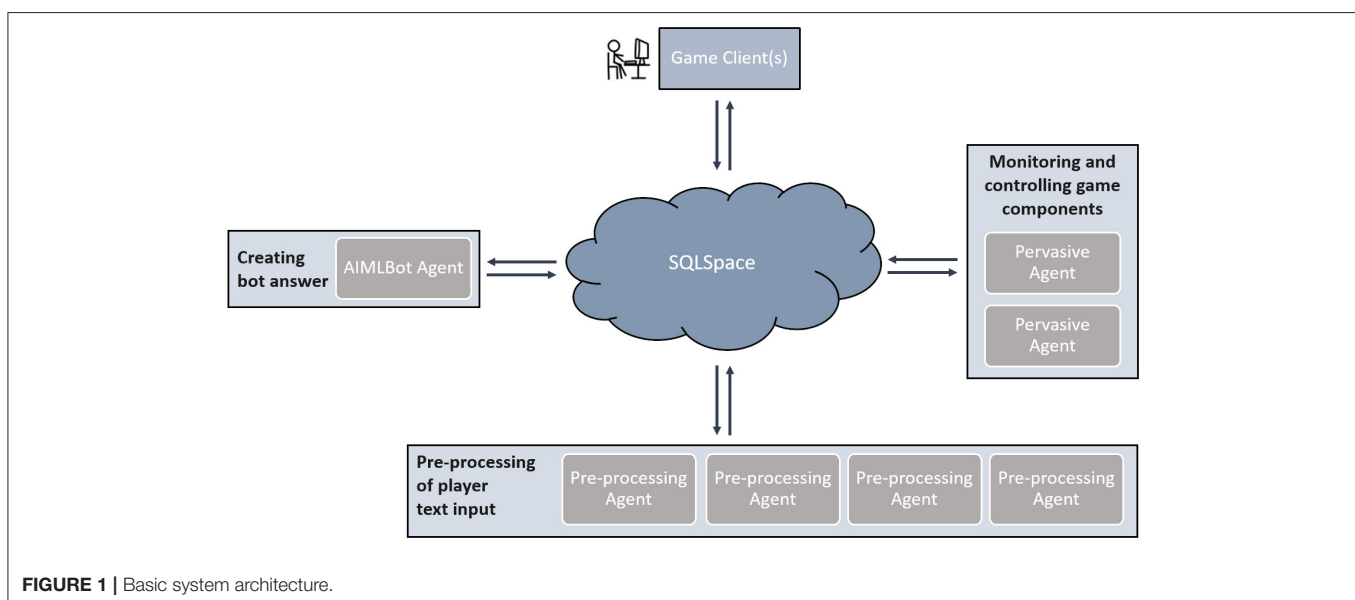 Game Client(s)
Monitoring and
controlling game
components
Pervasive
Agent
Pervasive
Agent
SQLSpace
Creating
bot answer
AIMLBot Agent
Pre-processing
of player
text input
Pre-processing
Agent
Pre-processing
Agent
Pre-processing
Agent
Pre-processing
Agent
FIGURE 1 | Basic system architecture.